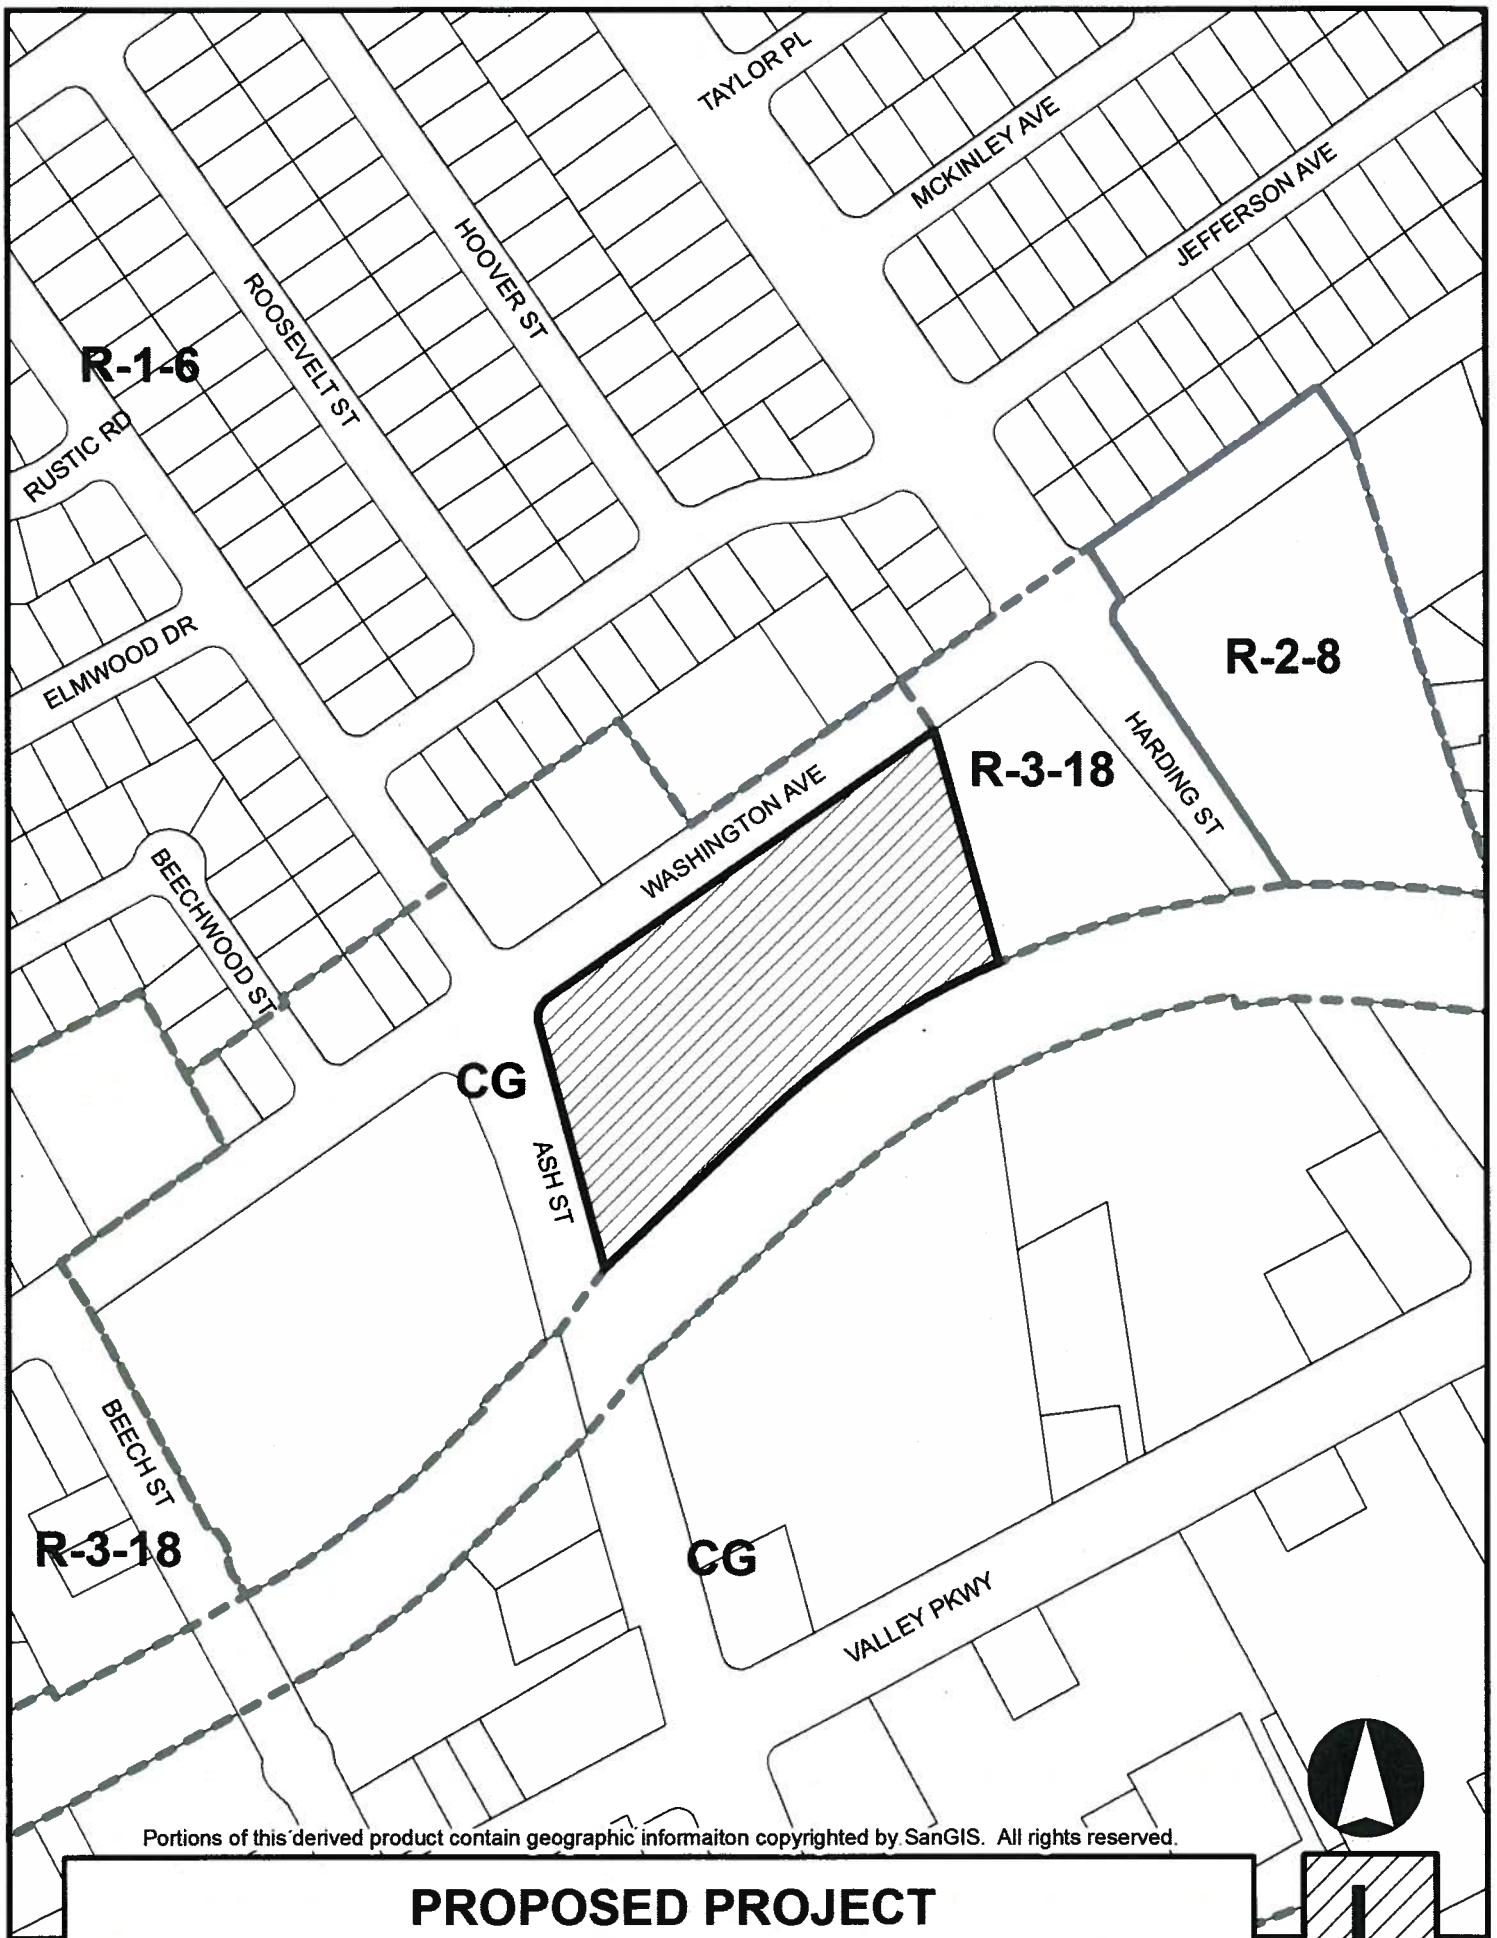 TAYLOR PL
MCKINLEY AVE
JEFFERSON AVE
HOOVER ST
ROOSEVELT ST
R-1-6
RUSTIC RD
ELMWOOD DR
R-2-8
HARDING ST
R-3-18
WASHINGTON AVE
BEECHWOOD ST
CG
ASH ST
BEECH ST
R-3-18
CG
VALLEY PKWY
Portions of this derived product contain geographic informaiton copyrighted by SanGIS. All rights reserved.
PROPOSED PROJECT